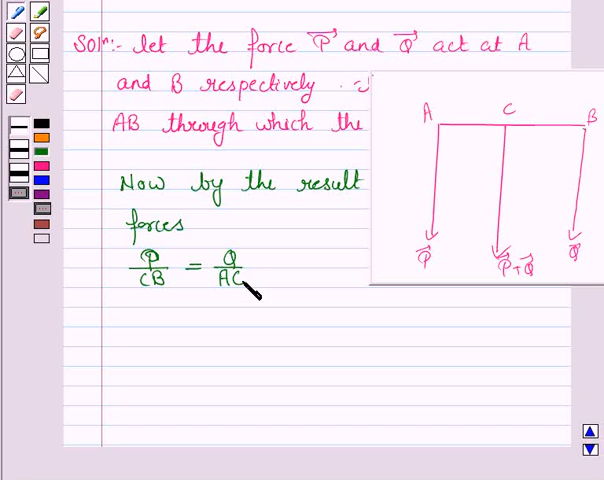 Solⁿ:- let the force P⃗ and Q⃗ act at A
and B respectively
AB through which the
Now by the result
forces
P/CB = Q/AC
A C B
P⃗ P⃗+Q⃗ Q⃗